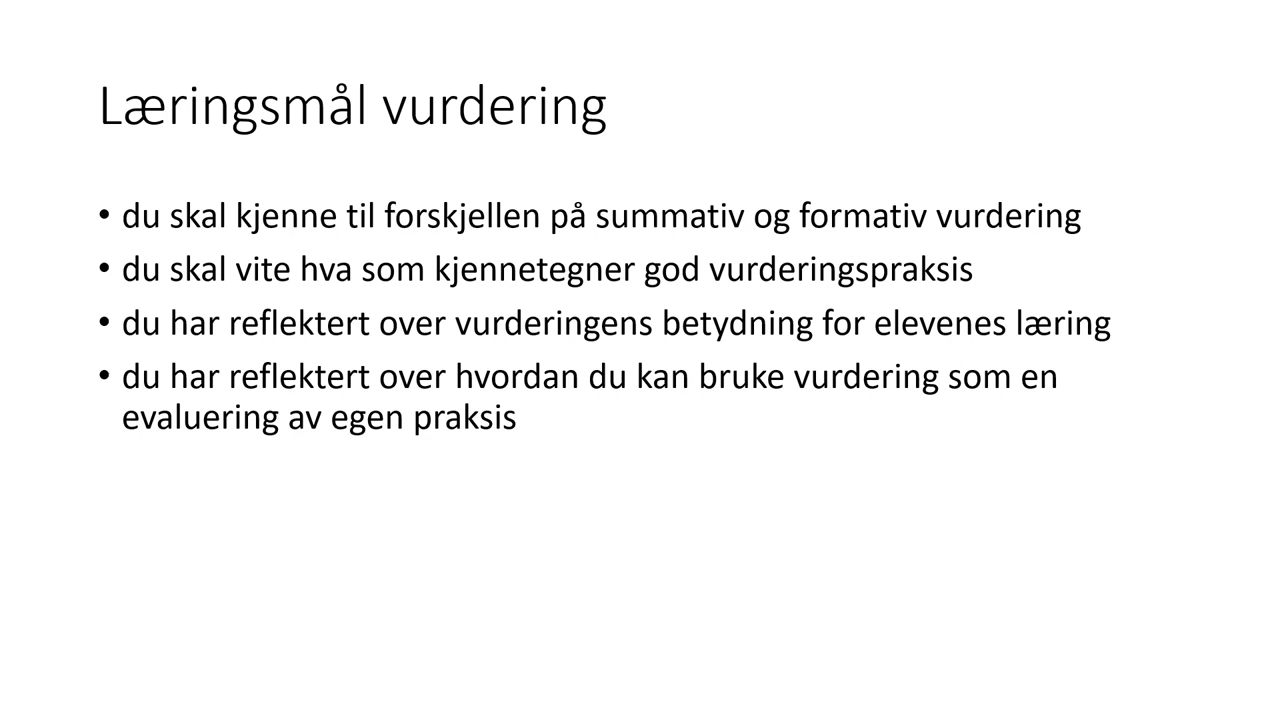 Læringsmål vurdering
• du skal kjenne til forskjellen på summativ og formativ vurdering
• du skal vite hva som kjennetegner god vurderingspraksis
• du har reflektert over vurderingens betydning for elevenes læring
• du har reflektert over hvordan du kan bruke vurdering som en
evaluering av egen praksis